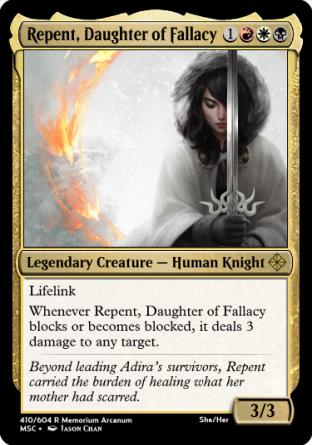 Repent, Daughter of Fallacy 1
Legendary Creature — Human Knight
Lifelink
Whenever Repent, Daughter of Fallacy
blocks or becomes blocked, it deals 3
damage to any target.
Beyond leading Adira's survivors, Repent
carried the burden of healing what her
mother had scarred.
3/3
410/604 R Memorium Arcanum She/Her
MSC • Jason Chan